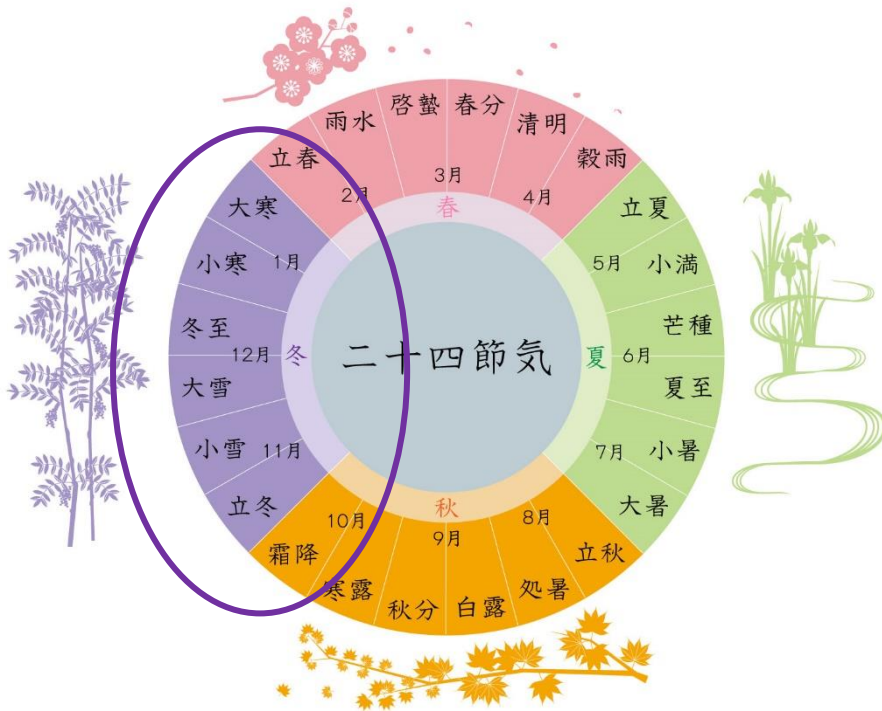 二十四節気
春
立春
雨水
啓蟄
春分
清明
穀雨
2月
3月
4月
夏
立夏
小満
芒種
夏至
小暑
大暑
5月
6月
7月
秋
立秋
処暑
白露
秋分
寒露
霜降
8月
9月
10月
冬
立冬
小雪
大雪
冬至
小寒
大寒
11月
12月
1月